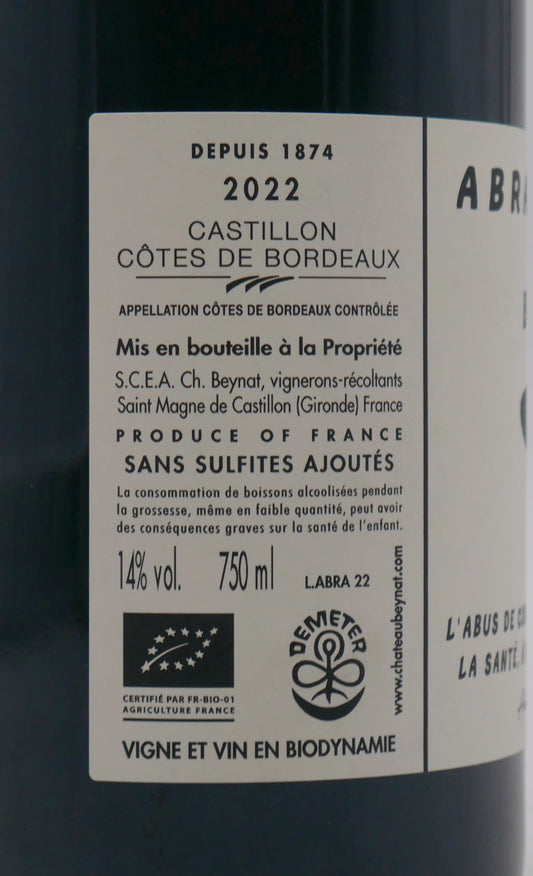 DEPUIS 1874
2022
CASTILLON
CÔTES DE BORDEAUX
APPELLATION CÔTES DE BORDEAUX CONTRÔLÉE
Mis en bouteille à la Propriété
S.C.E.A. Ch. Beynat, vignerons-récoltants
Saint Magne de Castillon (Gironde) France
PRODUCE OF FRANCE
SANS SULFITES AJOUTÉS
La consommation de boissons alcoolisées pendant
la grossesse, même en faible quantité, peut avoir
des conséquences graves sur la santé de l'enfant.
14% vol. 750 ml L.ABRA 22
www.chateaubeynat.com
DEMETER
CERTIFIÉ PAR FR-BIO-01
AGRICULTURE FRANCE
VIGNE ET VIN EN BIODYNAMIE
L'ABUS DE
LA SANTÉ,